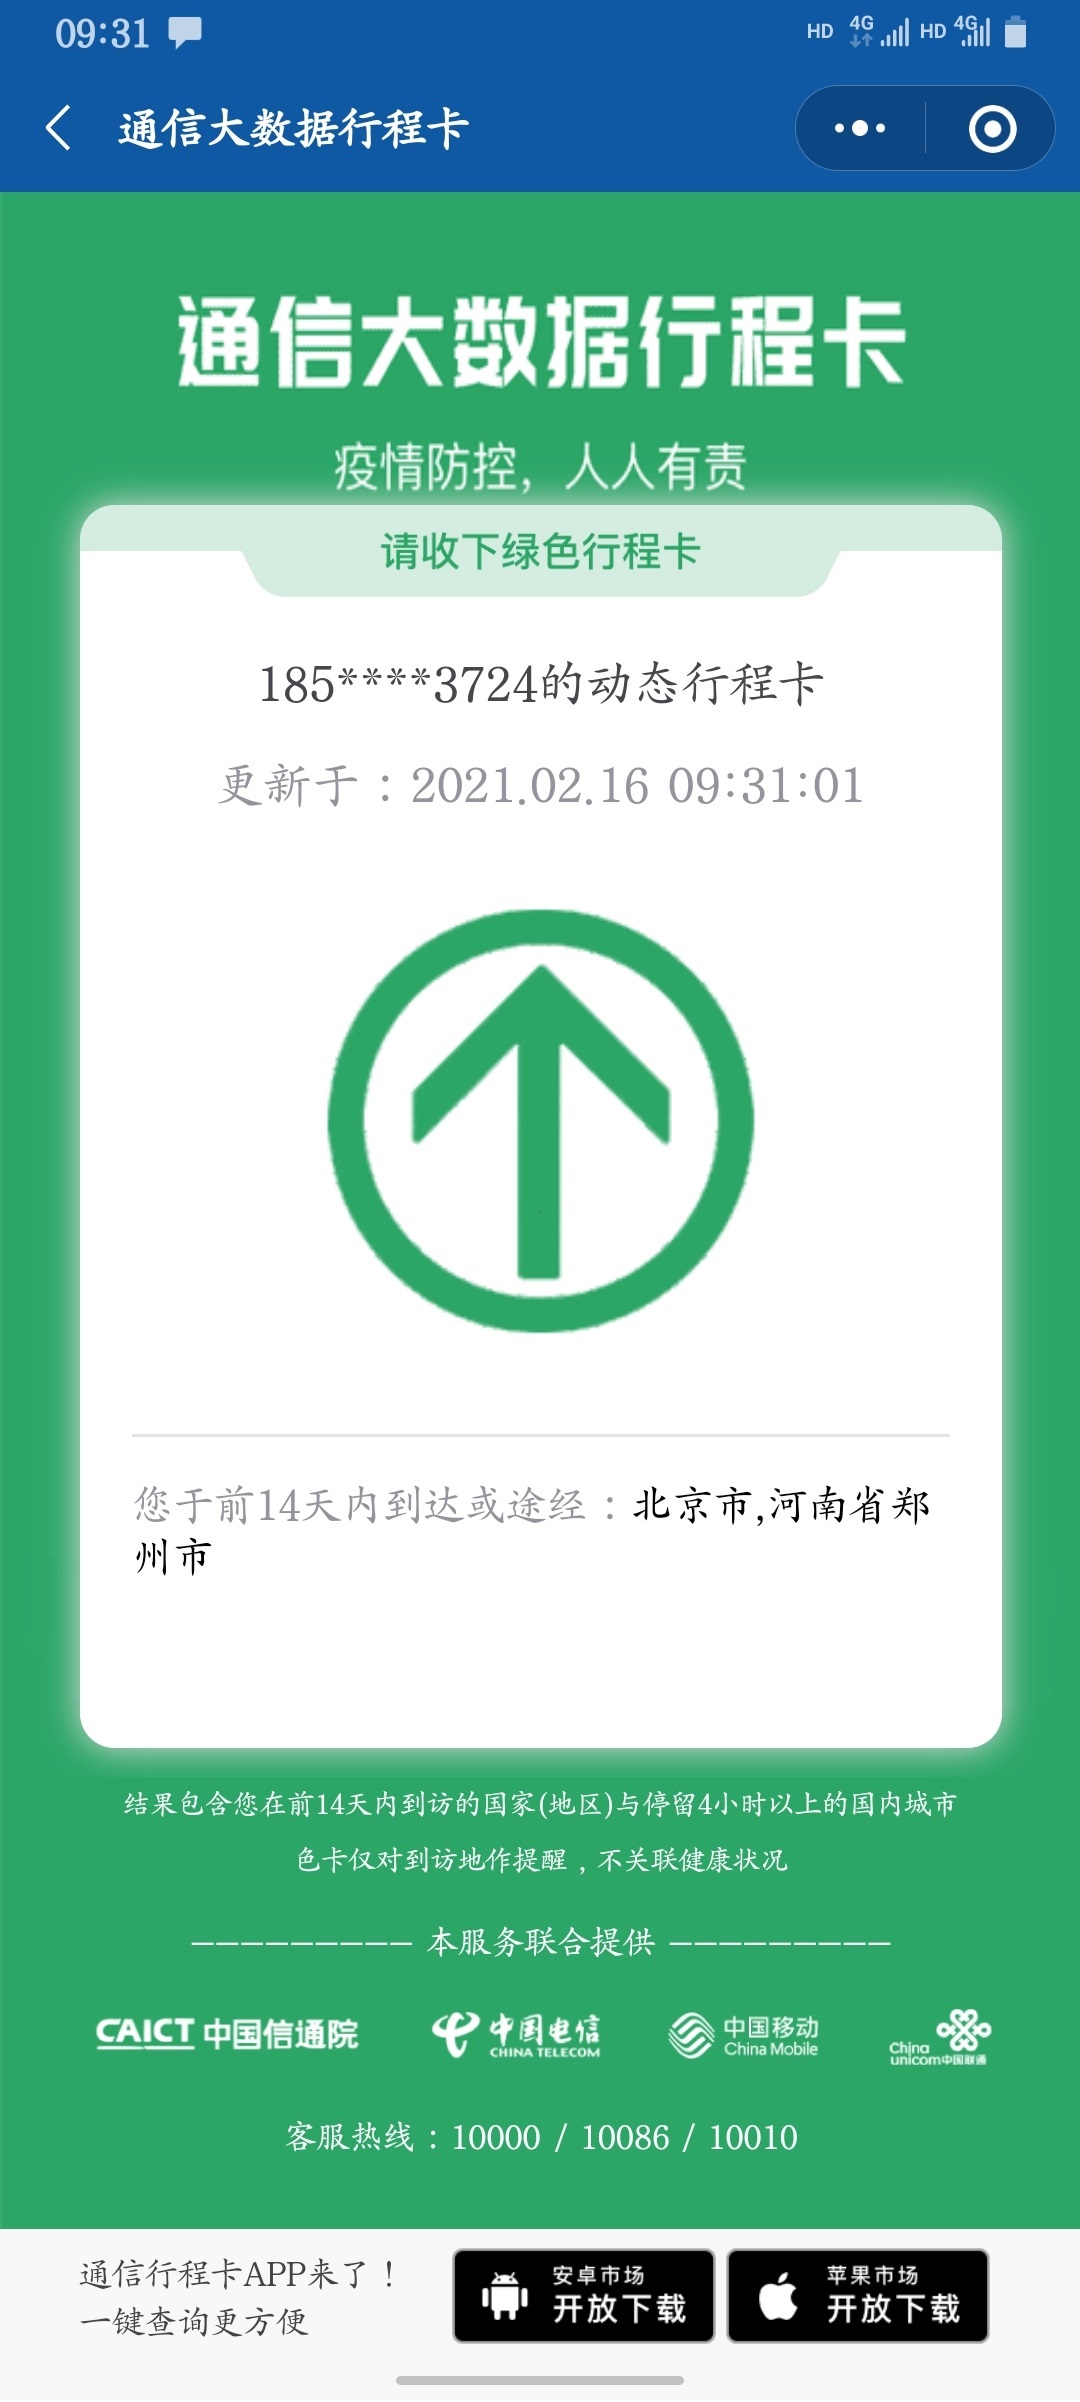 09:31
HD 4G HD 4G
通信大数据行程卡
通信大数据行程卡
疫情防控，人人有责
请收下绿色行程卡
185****3724的动态行程卡
更新于：2021.02.16 09:31:01
您于前14天内到达或途经：北京市,河南省郑
州市
结果包含您在前14天内到访的国家(地区)与停留4小时以上的国内城市
色卡仅对到访地作提醒，不关联健康状况
--------- 本服务联合提供 ---------
CAICT 中国信通院
中国电信
CHINA TELECOM
中国移动
China Mobile
China
unicom中国联通
客服热线：10000 / 10086 / 10010
通信行程卡APP来了！
一键查询更方便
安卓市场
开放下载
苹果市场
开放下载